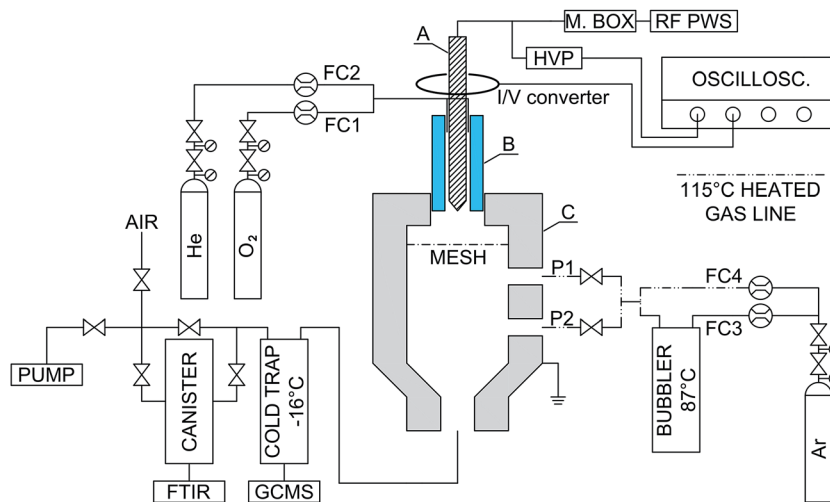 A
M. BOX
RF PWS
HVP
FC2
I/V converter
OSCILLOSC.
FC1
B
115°C HEATED
GAS LINE
C
He
O₂
AIR
MESH
P1
FC4
P2
FC3
PUMP
CANISTER
COLD TRAP
-16°C
BUBBLER
87°C
Ar
FTIR
GCMS